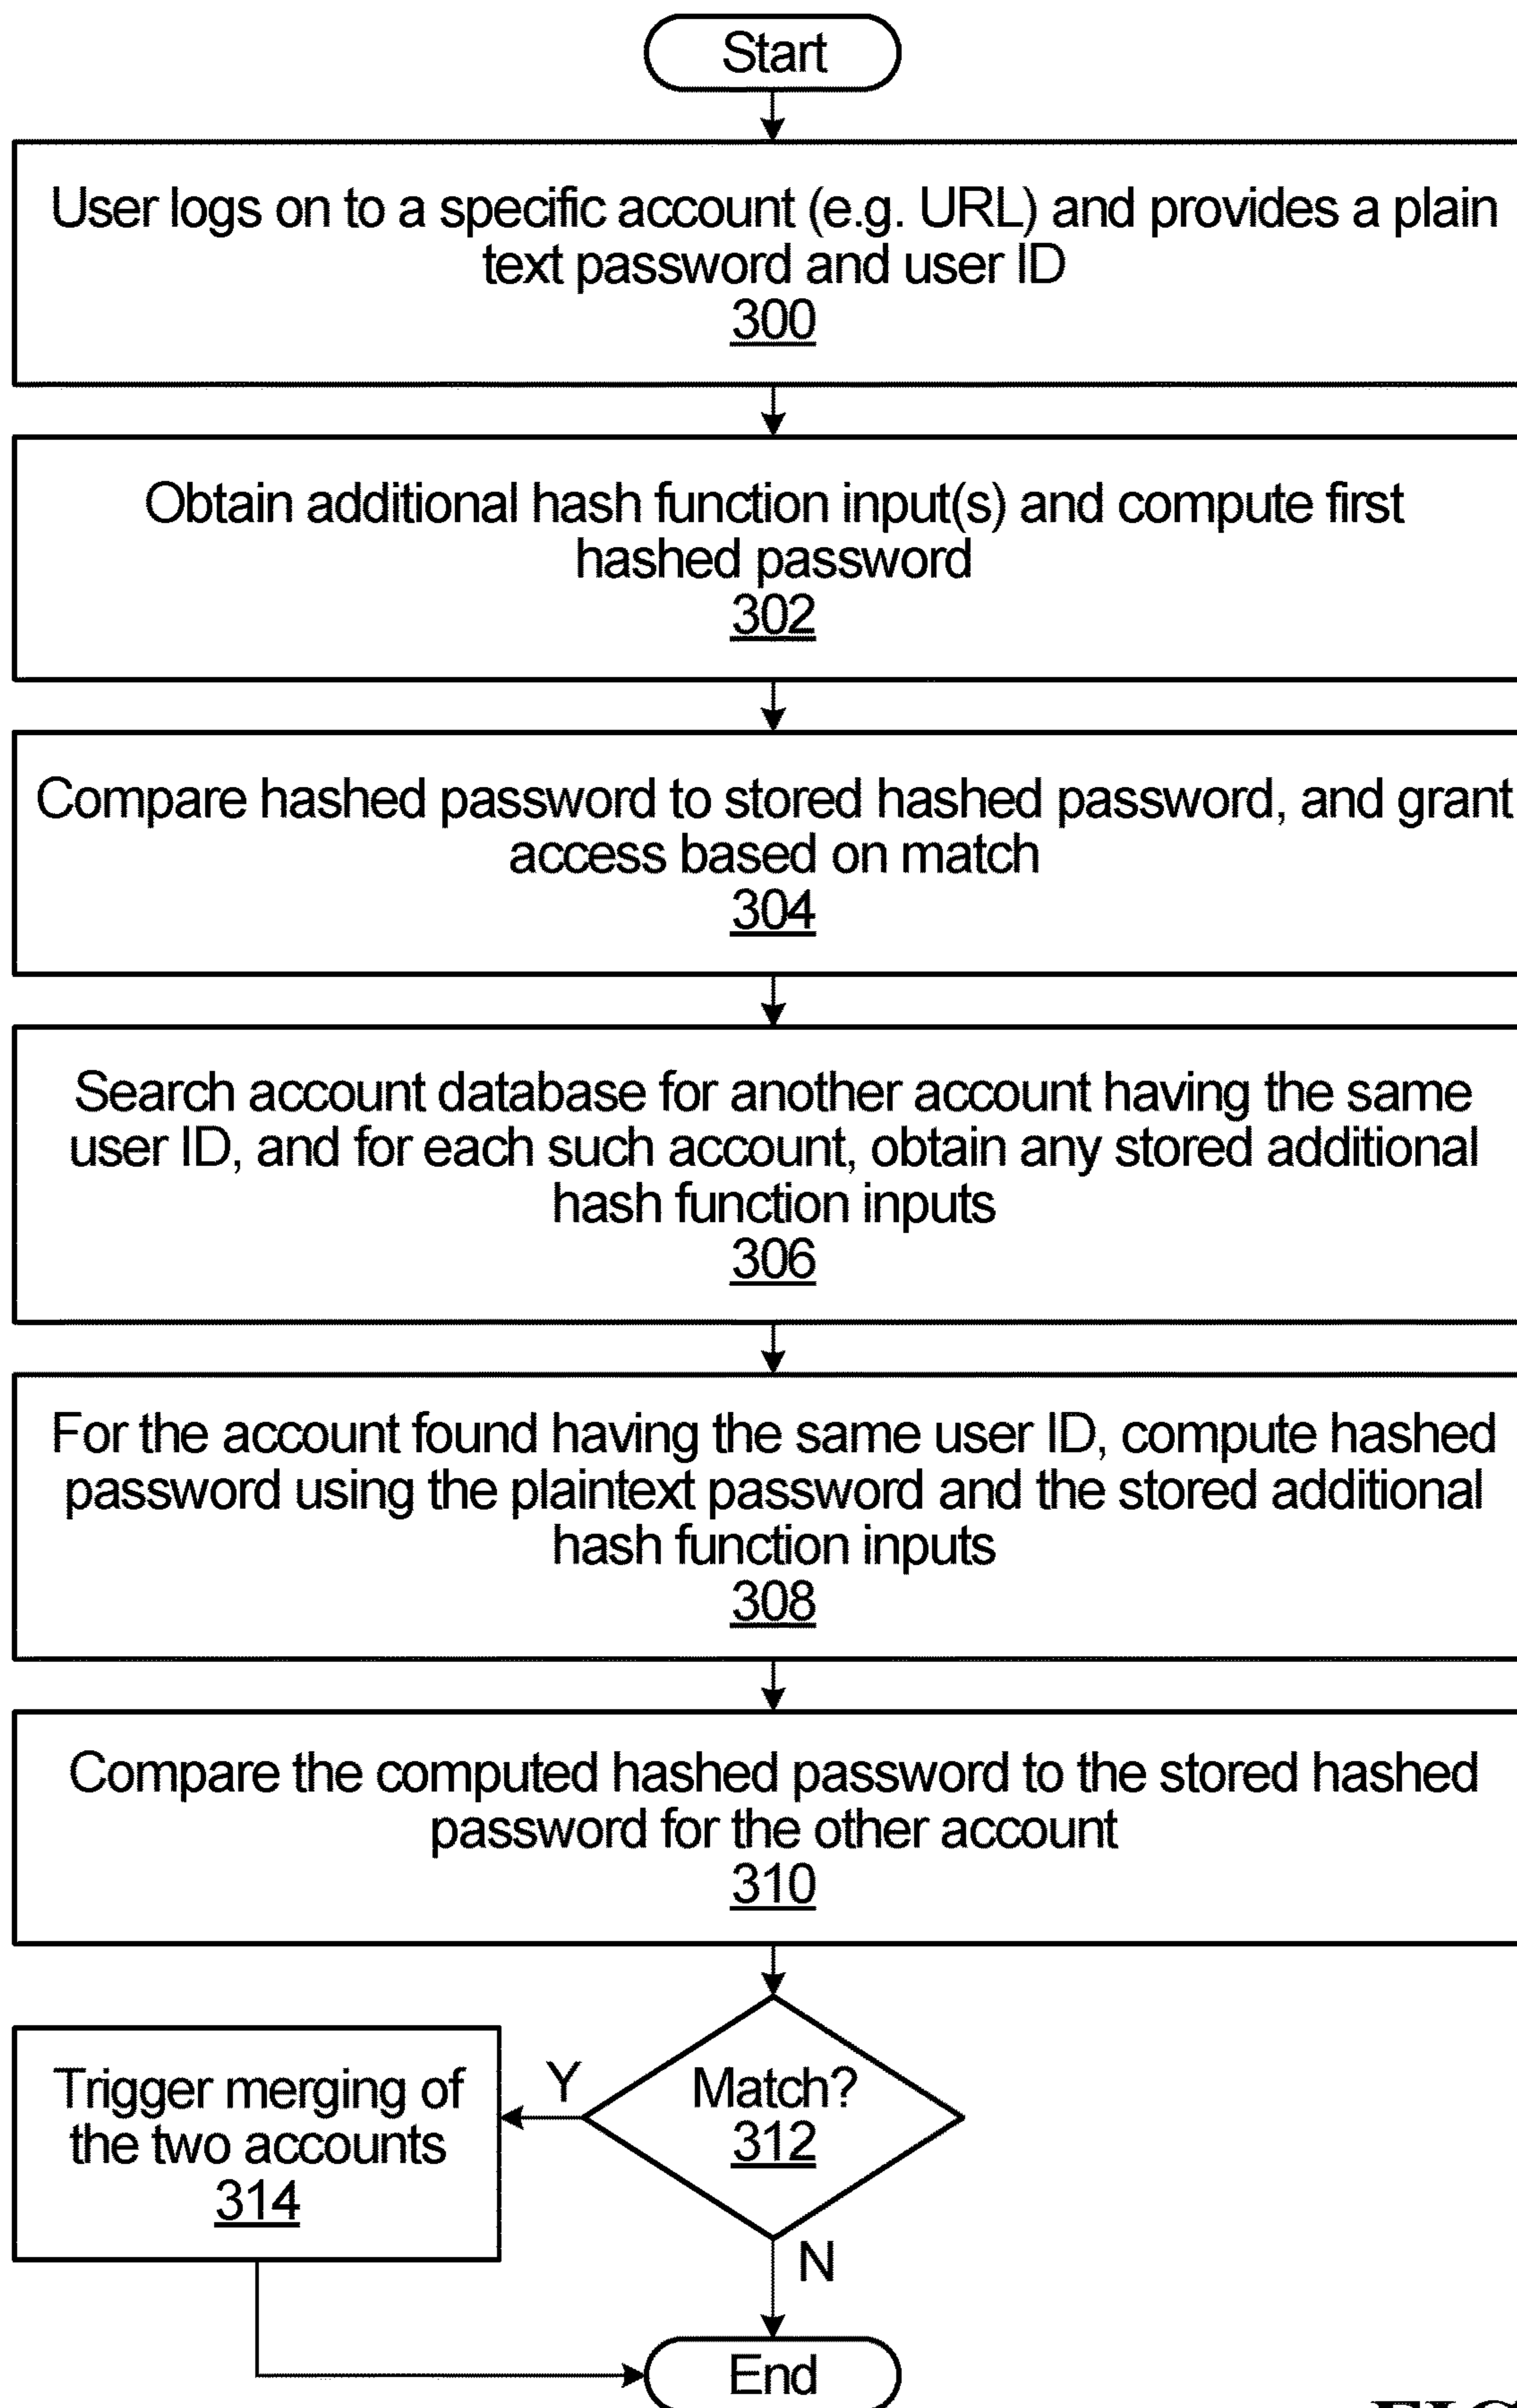 Start
User logs on to a specific account (e.g. URL) and provides a plain
text password and user ID
300
Obtain additional hash function input(s) and compute first
hashed password
302
Compare hashed password to stored hashed password, and grant
access based on match
304
Search account database for another account having the same
user ID, and for each such account, obtain any stored additional
hash function inputs
306
For the account found having the same user ID, compute hashed
password using the plaintext password and the stored additional
hash function inputs
308
Compare the computed hashed password to the stored hashed
password for the other account
310
Match?
312
Y
Trigger merging of
the two accounts
314
N
End